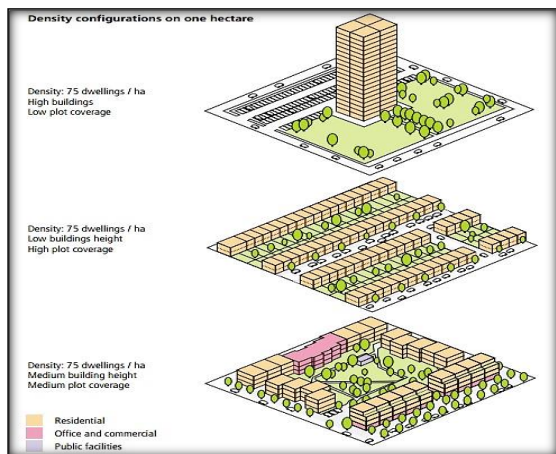 Density configurations on one hectare
Density: 75 dwellings / ha
High buildings
Low plot coverage
Density: 75 dwellings / ha
Low buildings height
High plot coverage
Density: 75 dwellings / ha
Medium building height
Medium plot coverage
Residential
Office and commercial
Public facilities